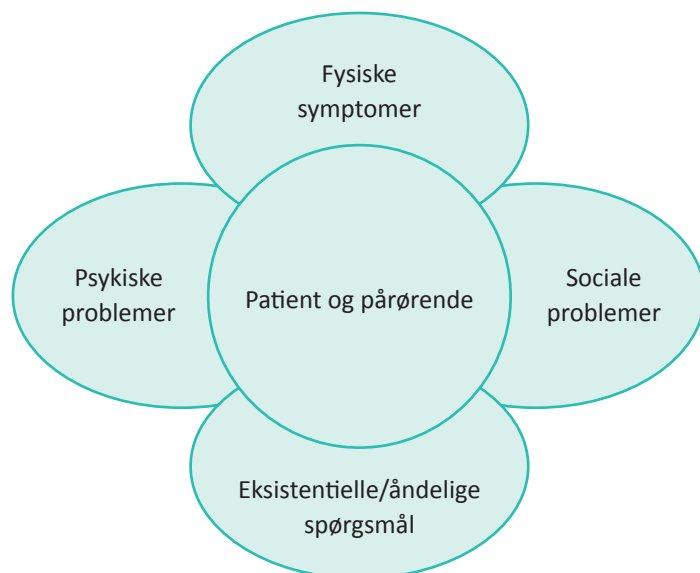 Fysiske
symptomer
Psykiske
problemer
Patient og pårørende
Sociale
problemer
Eksistentielle/åndelige
spørgsmål